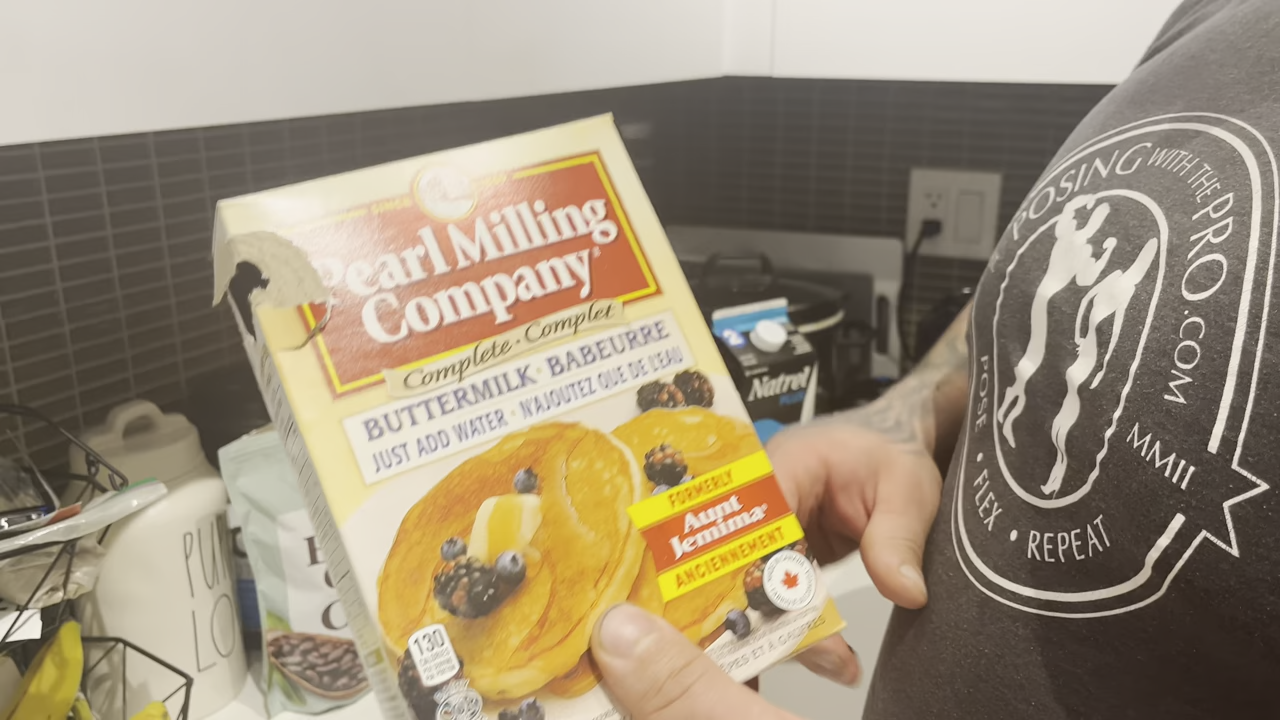 Pearl Milling
Company
Complete · Complet
BUTTERMILK · BABEURRE
JUST ADD WATER · N'AJOUTEZ QUE DE L'EAU
FORMERLY
Aunt
Jemima
ANCIENNEMENT
130
CALORIES
Natrel
POSING WITH THE PRO.COM
MMII
POSE • FLEX • REPEAT
PU
LO